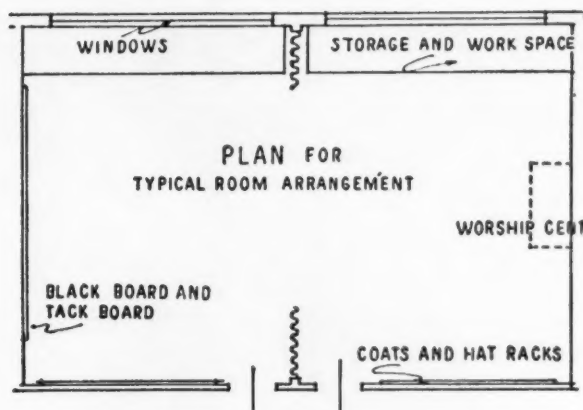 WINDOWS
STORAGE AND WORK SPACE
PLAN FOR
TYPICAL ROOM ARRANGEMENT
WORSHIP CENT
BLACK BOARD AND
TACK BOARD
COATS AND HAT RACKS